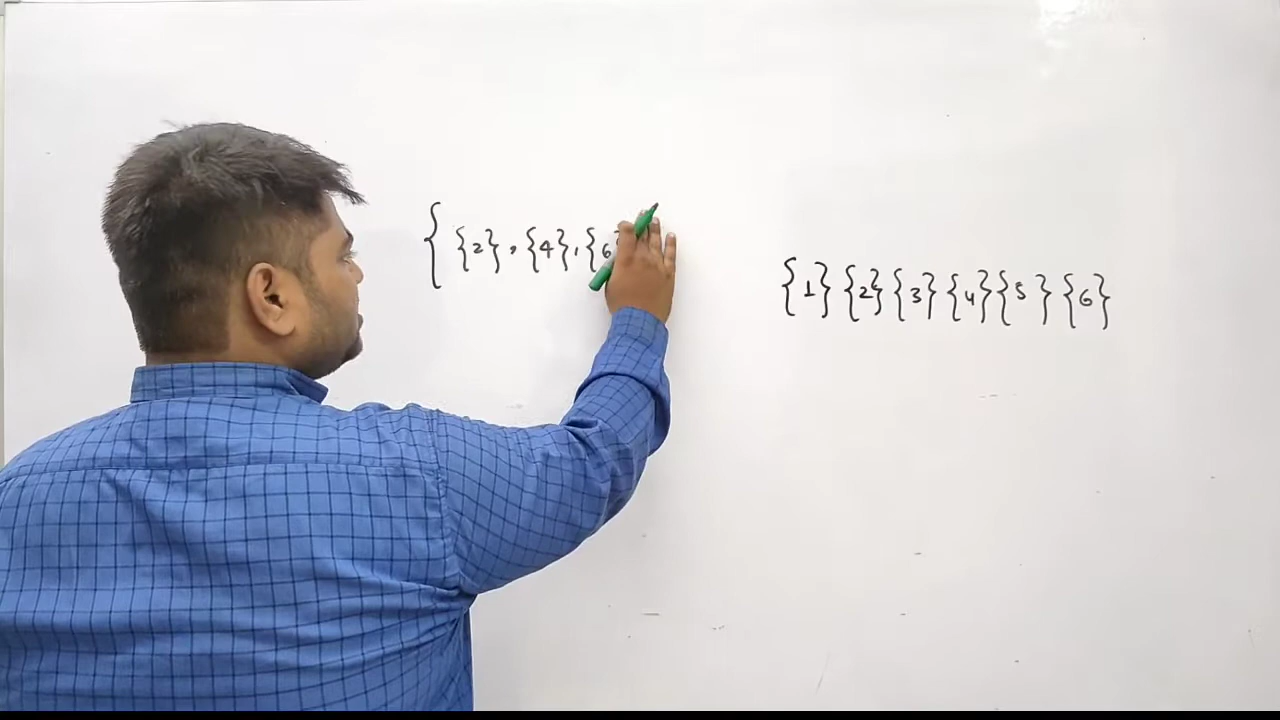 { {2} , {4} , {6
{1} {2} {3} {4} {5} {6}